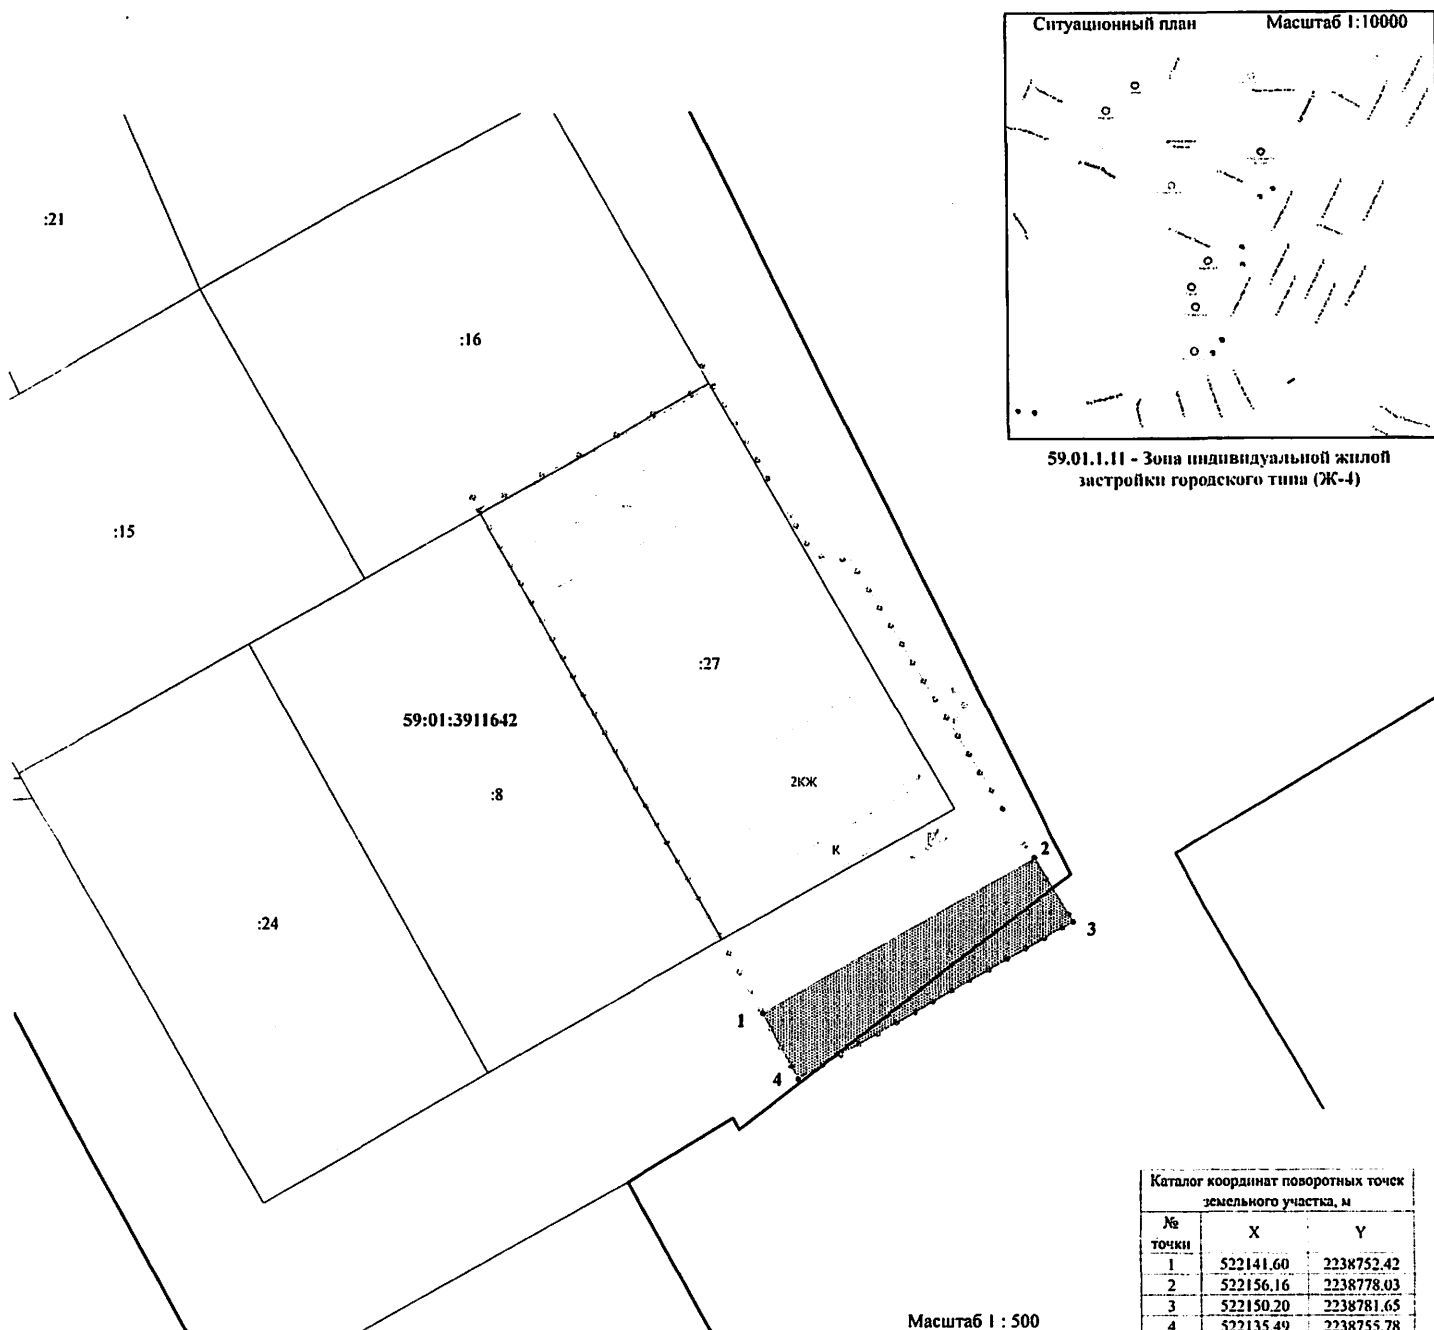 Ситуационный план Масштаб 1:10000
59.01.1.11 - Зона индивидуальной жилой
застройки городского типа (Ж-4)
:21
:16
:15
:27
59:01:3911642
:8
2КЖ
К
:24
1
2
3
4
Масштаб 1 : 500
Каталог координат поворотных точек
земельного участка, м
№ точки X Y
1 522141.60 2238752.42
2 522156.16 2238778.03
3 522150.20 2238781.65
4 522135.49 2238755.78